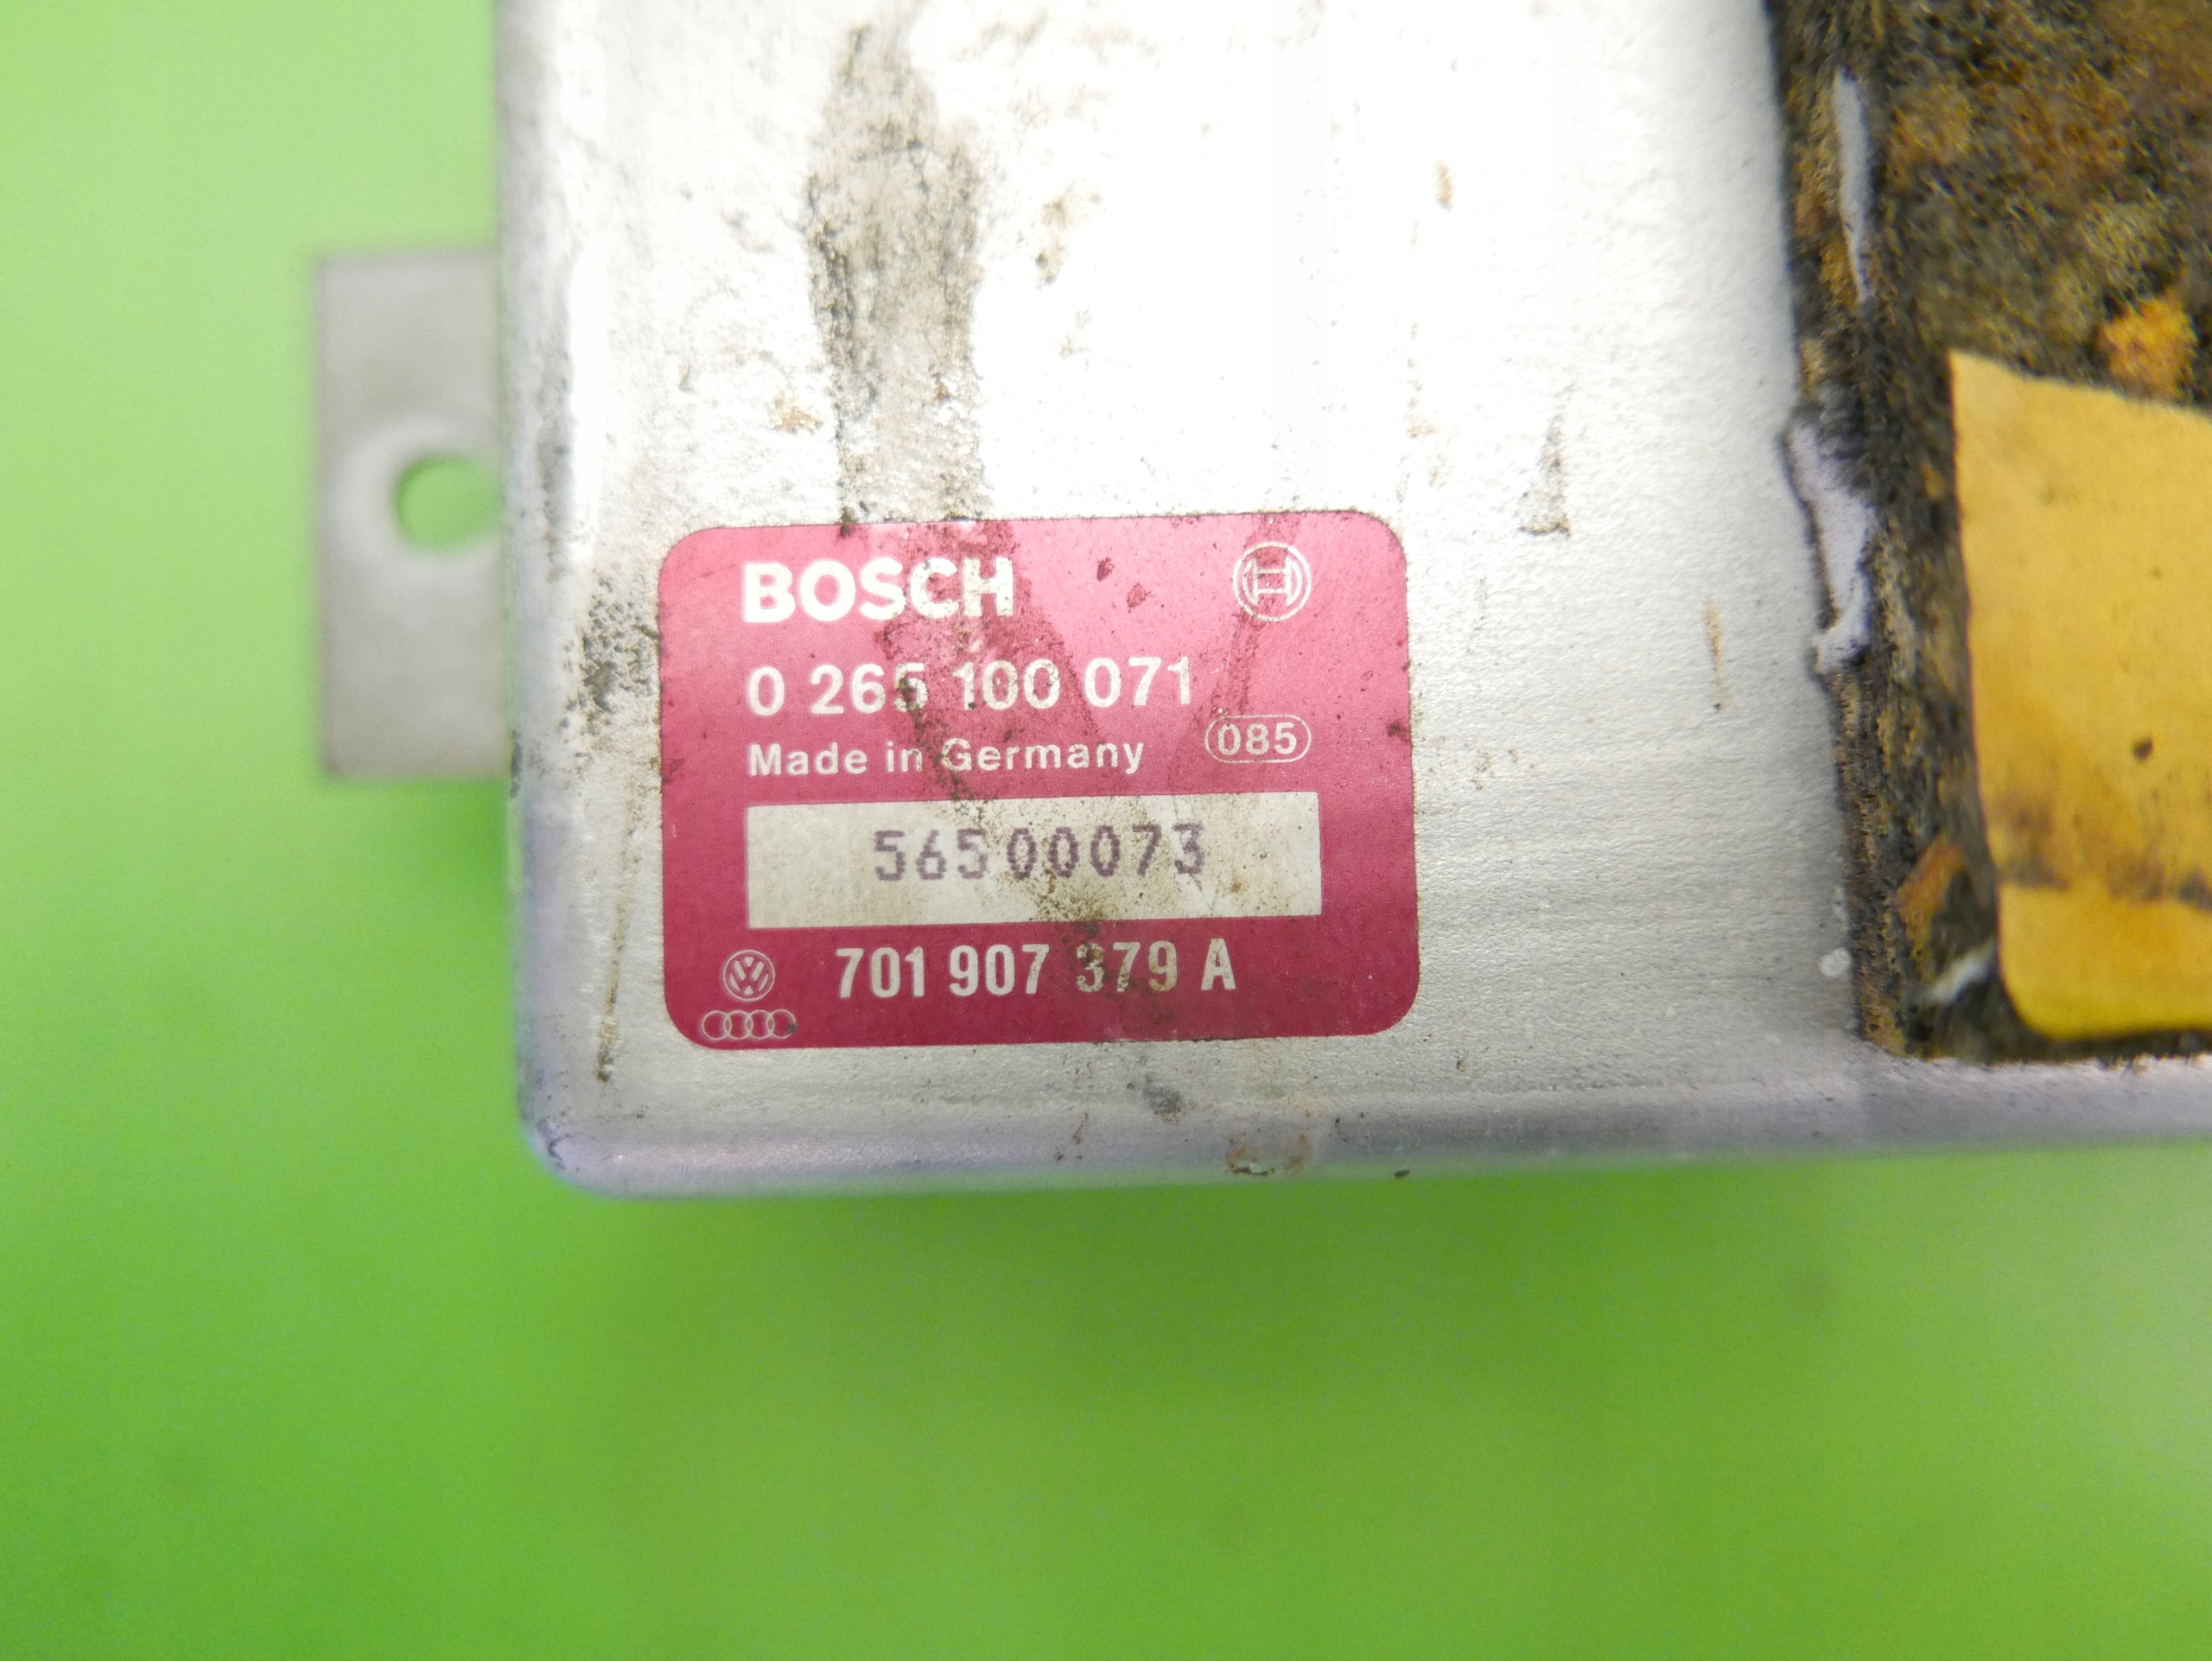 BOSCH
0 265 100 071
Made in Germany 085
56500073
701 907 379 A